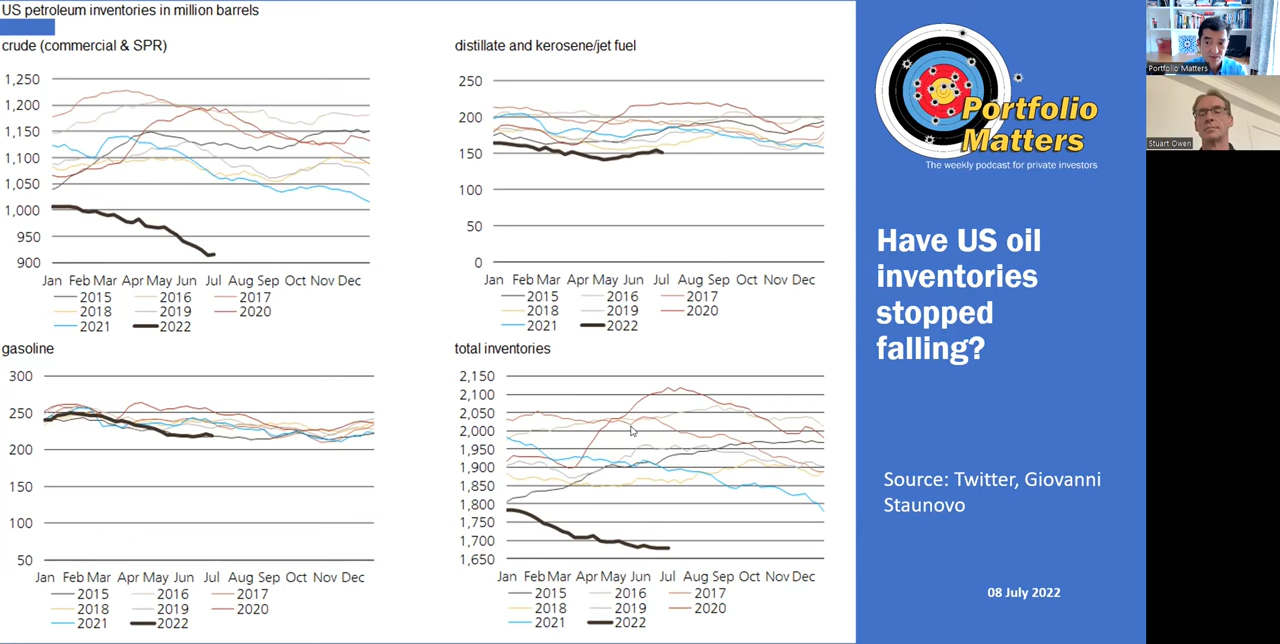 US petroleum inventories in million barrels
crude (commercial & SPR)
1,250
1,200
1,150
1,100
1,050
1,000
950
900
Jan Feb Mar Apr May Jun Jul Aug Sep Oct Nov Dec
2015 2016 2017
2018 2019 2020
2021 2022
distillate and kerosene/jet fuel
250
200
150
100
50
0
Jan Feb Mar Apr May Jun Jul Aug Sep Oct Nov Dec
2015 2016 2017
2018 2019 2020
2021 2022
gasoline
300
250
200
150
100
50
Jan Feb Mar Apr May Jun Jul Aug Sep Oct Nov Dec
2015 2016 2017
2018 2019 2020
2021 2022
total inventories
2,150
2,100
2,050
2,000
1,950
1,900
1,850
1,800
1,750
1,700
1,650
Jan Feb Mar Apr May Jun Jul Aug Sep Oct Nov Dec
2015 2016 2017
2018 2019 2020
2021 2022
Portfolio
Matters
The weekly podcast for private investors
Have US oil
inventories
stopped
falling?
Source: Twitter, Giovanni
Staunovo
08 July 2022
Portfolio Matters
Stuart Owen